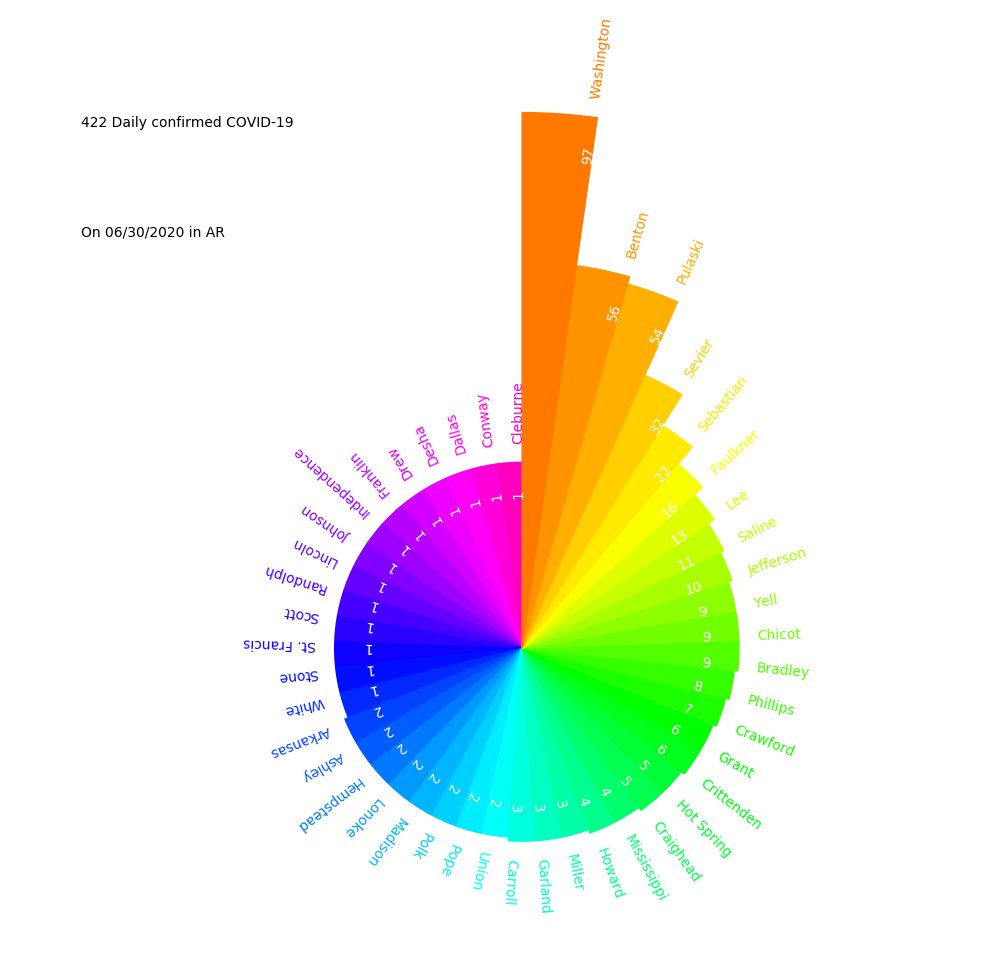 422 Daily confirmed COVID-19
On 06/30/2020 in AR
Washington
97
Benton
56
Pulaski
54
Sevier
32
Sebastian
22
Faulkner
16
Lee
13
Saline
11
Jefferson
10
Yell
9
Chicot
9
Bradley
9
Phillips
8
Crawford
7
Grant
6
Crittenden
6
Hot Spring
5
Craighead
5
Mississippi
4
Howard
4
Miller
3
Garland
3
Carroll
3
Union
2
Pope
2
Polk
2
Madison
2
Lonoke
2
Hempstead
2
Ashley
2
Arkansas
2
White
1
Stone
1
St. Francis
1
Scott
1
Randolph
1
Lincoln
1
Johnson
1
Independence
1
Franklin
1
Drew
1
Desha
1
Dallas
1
Conway
1
Cleburne
1